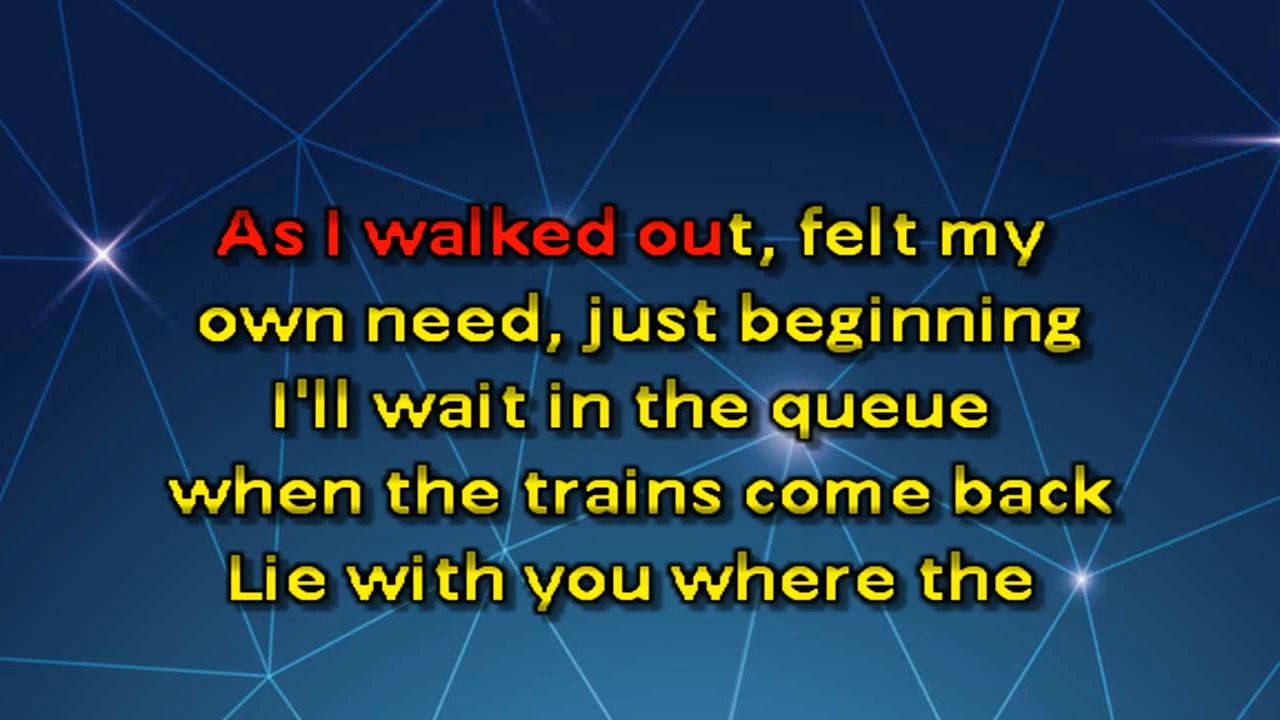 As I walked out, felt my
own need, just beginning
I'll wait in the queue
when the trains come back
Lie with you where the